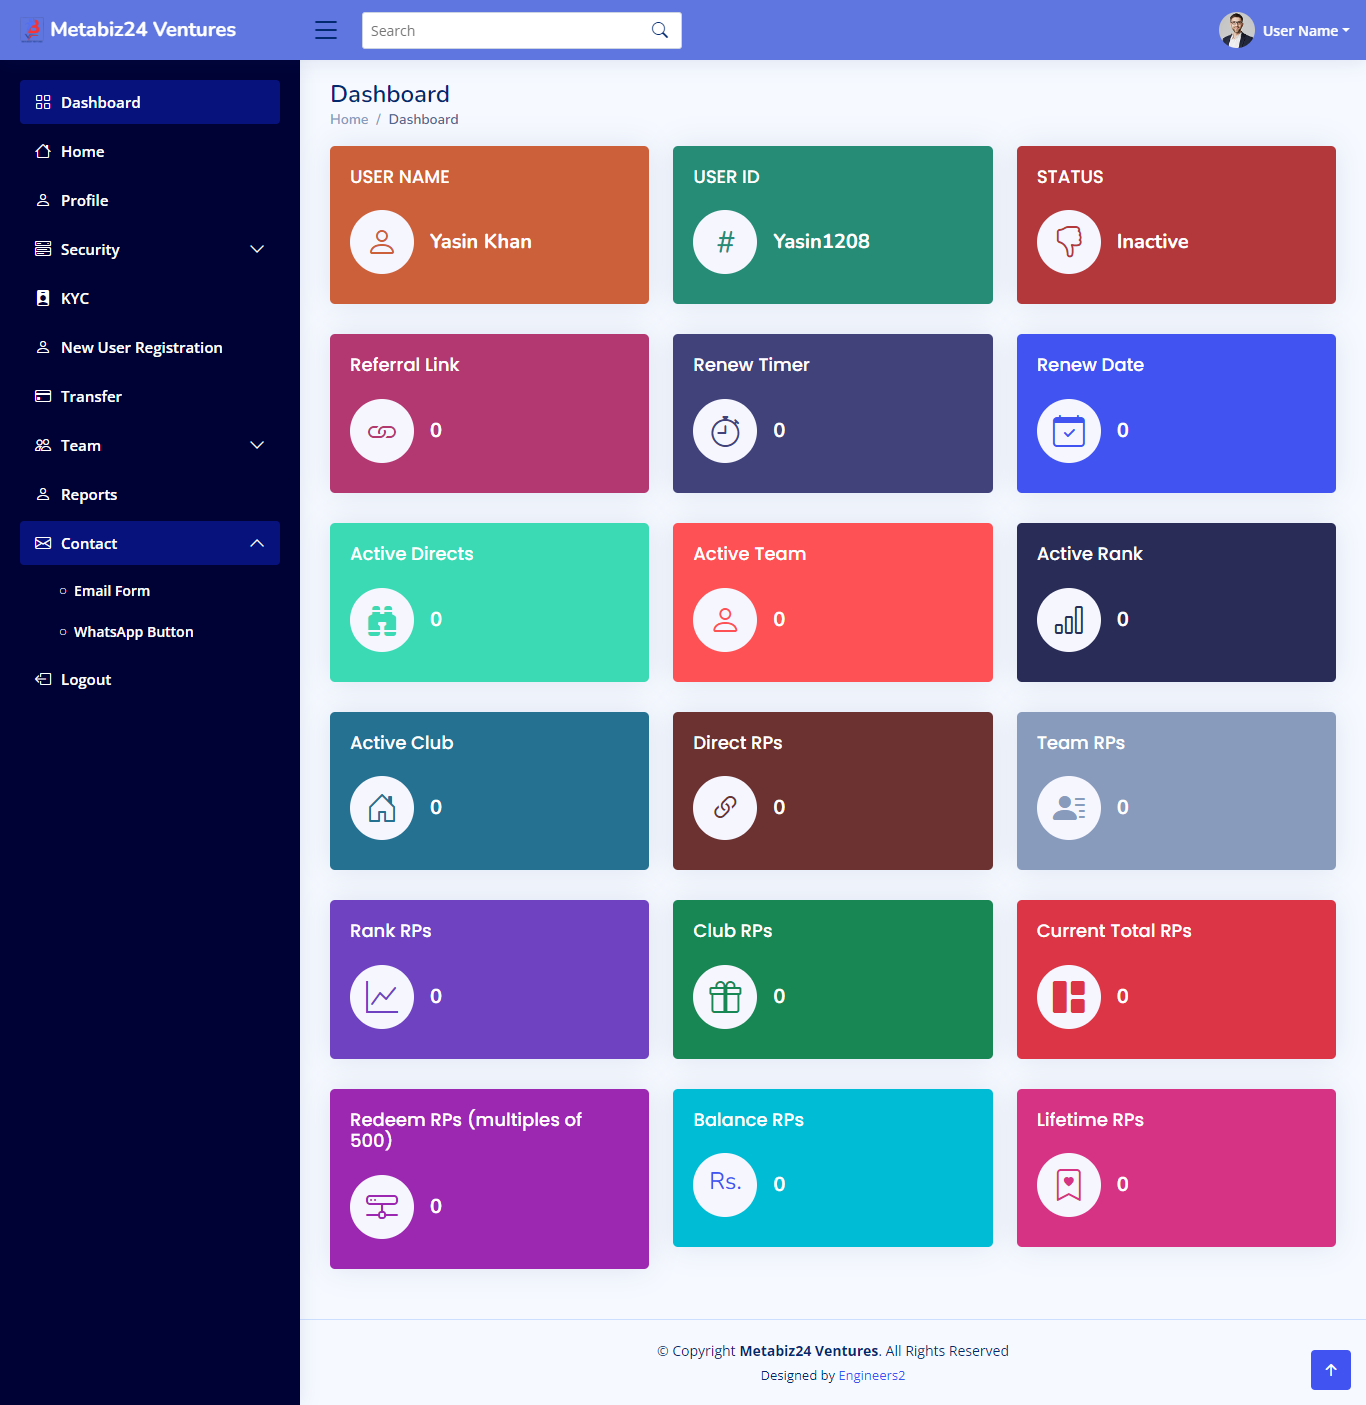 Metabiz24 Ventures
Search
User Name
Dashboard
Home
Profile
Security
KYC
New User Registration
Transfer
Team
Reports
Contact
Email Form
WhatsApp Button
Logout
Dashboard
Home / Dashboard
USER NAME
Yasin Khan
USER ID
# Yasin1208
STATUS
Inactive
Referral Link
0
Renew Timer
0
Renew Date
0
Active Directs
0
Active Team
0
Active Rank
0
Active Club
0
Direct RPs
0
Team RPs
0
Rank RPs
0
Club RPs
0
Current Total RPs
0
Redeem RPs (multiples of
500)
0
Balance RPs
Rs. 0
Lifetime RPs
0
© Copyright Metabiz24 Ventures. All Rights Reserved
Designed by Engineers2